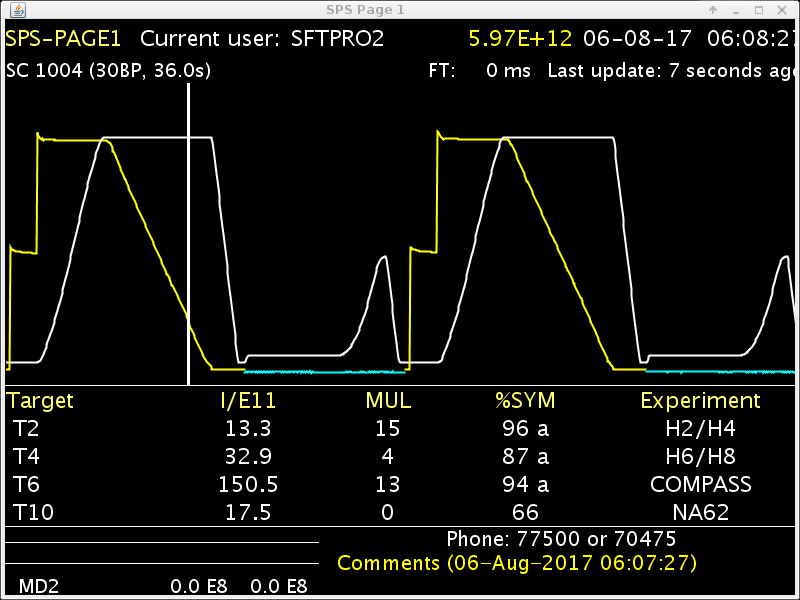 SPS Page 1
SPS-PAGE1 Current user: SFTPRO2 5.97E+12 06-08-17 06:08:27
SC 1004 (30BP, 36.0s) FT: 0 ms Last update: 7 seconds ago
Target I/E11 MUL %SYM Experiment
T2 13.3 15 96 a H2/H4
T4 32.9 4 87 a H6/H8
T6 150.5 13 94 a COMPASS
T10 17.5 0 66 NA62
Phone: 77500 or 70475
Comments (06-Aug-2017 06:07:27)
MD2 0.0 E8 0.0 E8